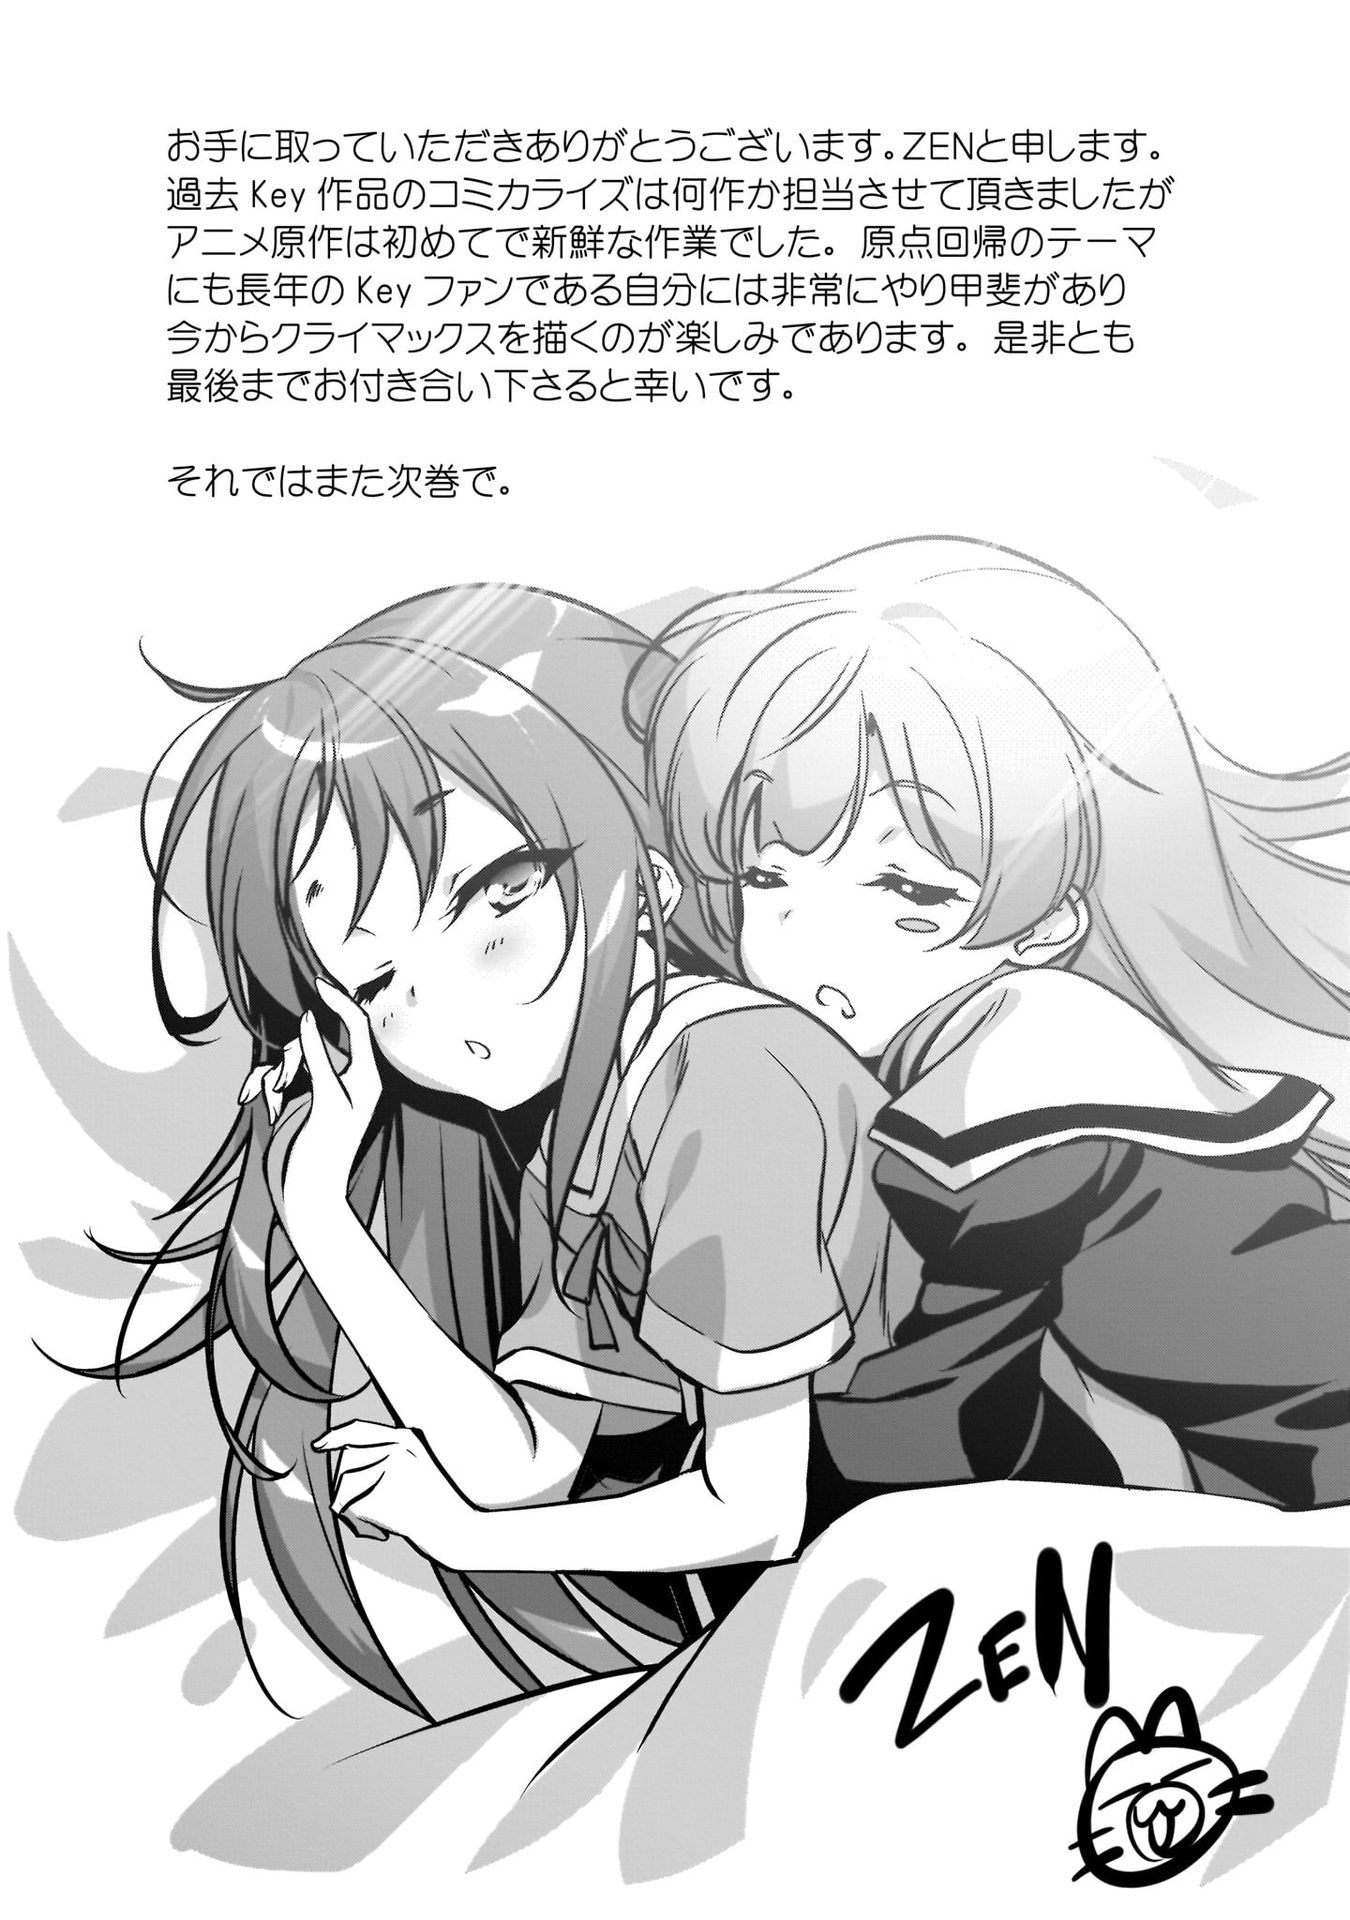 お手に取っていただきありがとうございます。ZENと申します。
過去 Key 作品のコミカライズは何作か担当させて頂きましたが
アニメ原作は初めてで新鮮な作業でした。 原点回帰のテーマ
にも長年の Key ファンである自分には非常にやり甲斐があり
今からクライマックスを描くのが楽しみであります。 是非とも
最後までお付き合い下さると幸いです。
それではまた次巻で。
ZEN